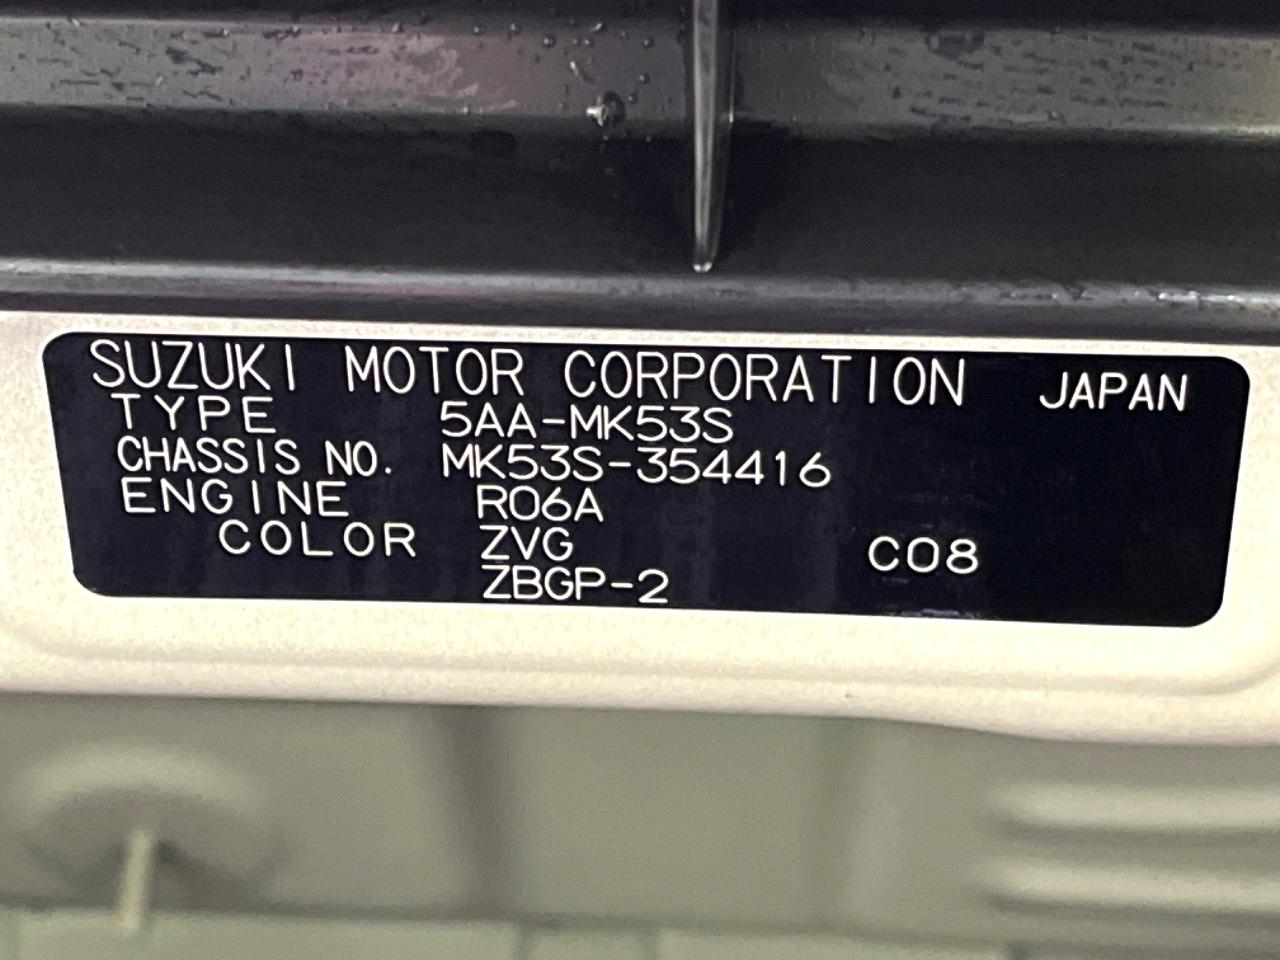 SUZUKI MOTOR CORPORATION JAPAN
TYPE 5AA-MK53S
CHASSIS NO. MK53S-354416
ENGINE R06A
COLOR ZVG C08
ZBGP-2